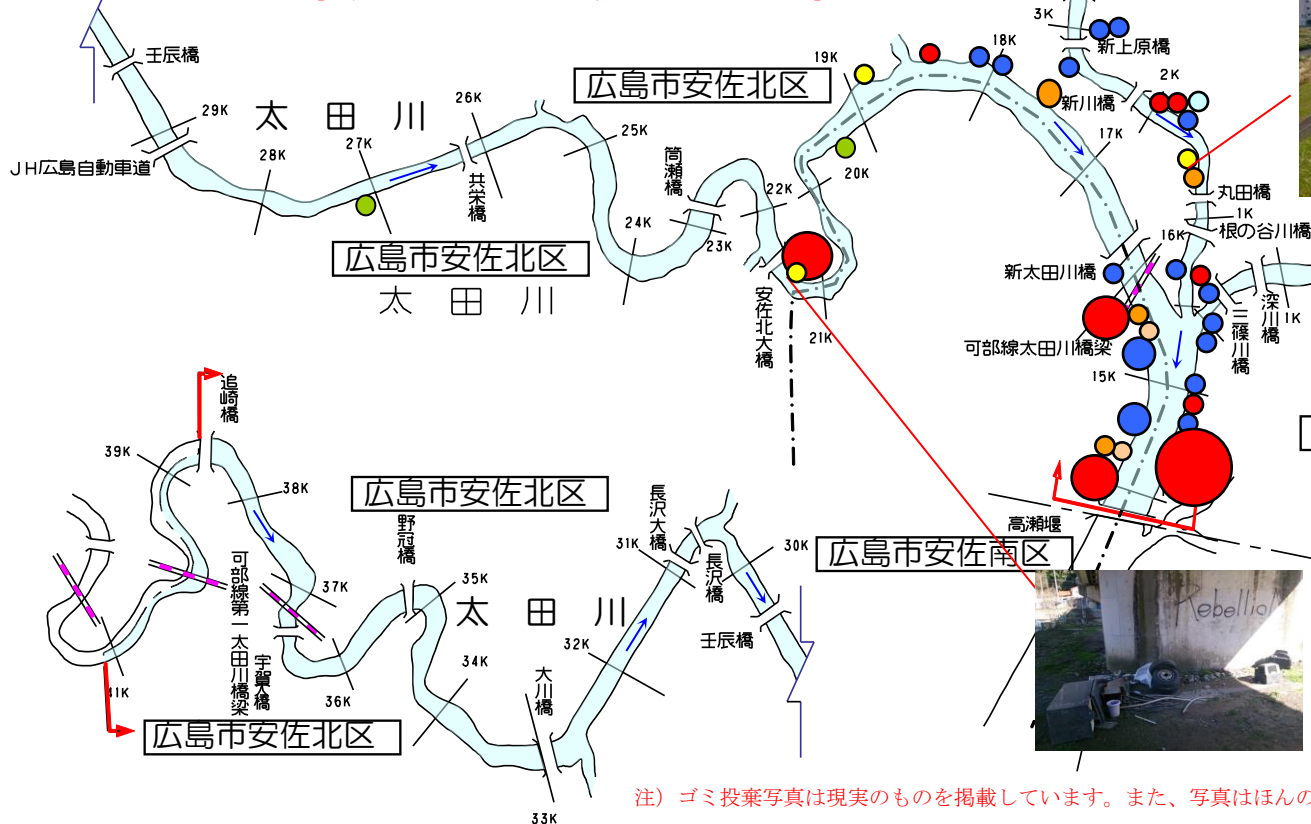 壬辰橋
29K
JH広島自動車道
太田川
28K
27K
26K
共栄橋
広島市安佐北区
太田川
25K
24K
筒瀬橋
23K
22K
安佐北大橋
21K
20K
19K
広島市安佐北区
18K
新川橋
17K
16K
新太田川橋
可部線太田川橋梁
15K
高瀬堰
3K
新上原橋
2K
丸田橋
1K
根の谷川橋
三篠川橋
深川橋
1K
広島市安佐南区
追崎橋
39K
38K
37K
可部線第一太田川橋梁
宇賀大橋
36K
41K
広島市安佐北区
広島市安佐北区
野冠橋
35K
太田川
34K
大川橋
33K
32K
31K
長沢大橋
長沢橋
30K
壬辰橋
Rebellion
注）ゴミ投棄写真は現実のものを掲載しています。また、写真はほんの